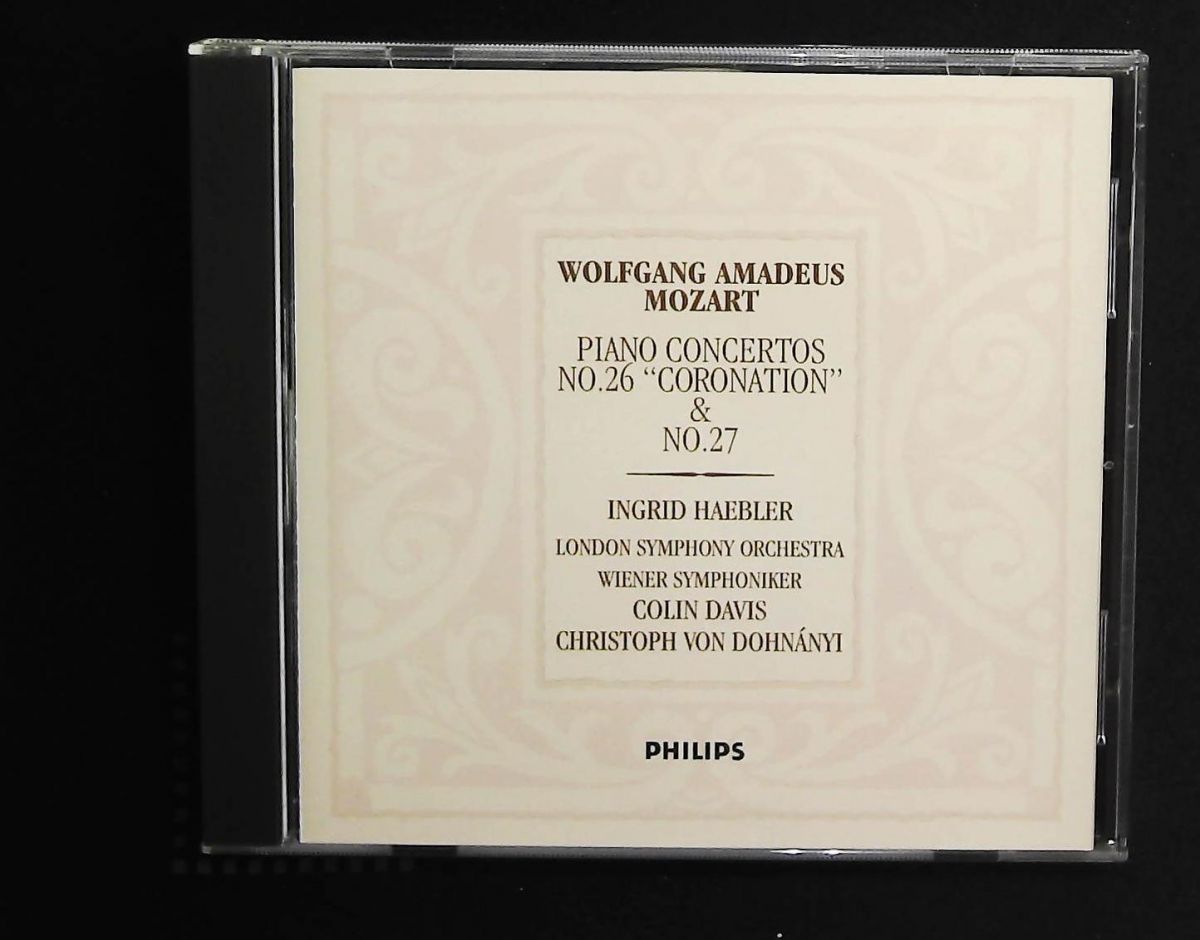 WOLFGANG AMADEUS
MOZART
PIANO CONCERTOS
NO.26 “CORONATION”
&
NO.27
INGRID HAEBLER
LONDON SYMPHONY ORCHESTRA
WIENER SYMPHONIKER
COLIN DAVIS
CHRISTOPH VON DOHNÁNYI
PHILIPS